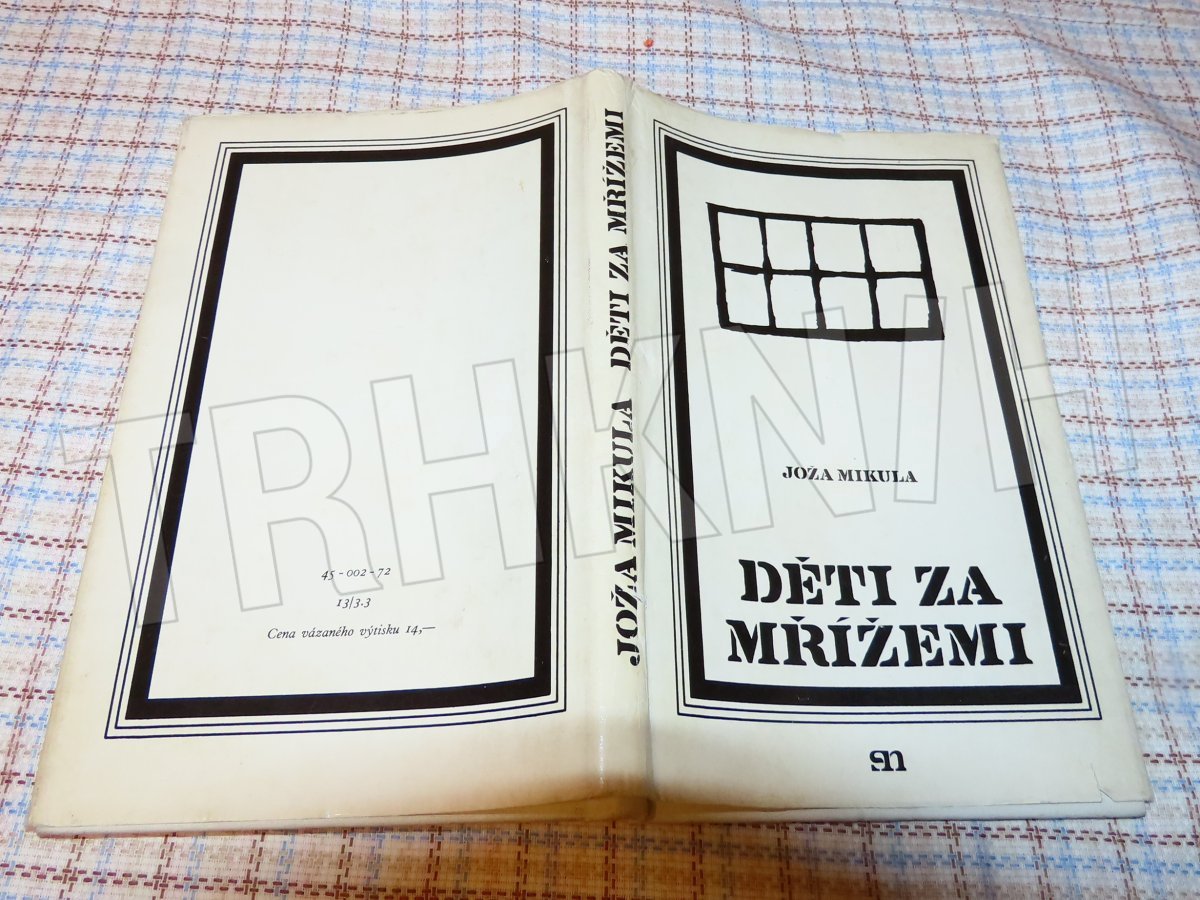 45-002-72
13/3.3
Cena vázaného výtisku 14,—
JOŽA MIKULA DĚTI ZA MŘÍŽEMI
JOŽA MIKULA
DĚTI ZA
MŘÍŽEMI
sn
TRHKNIH